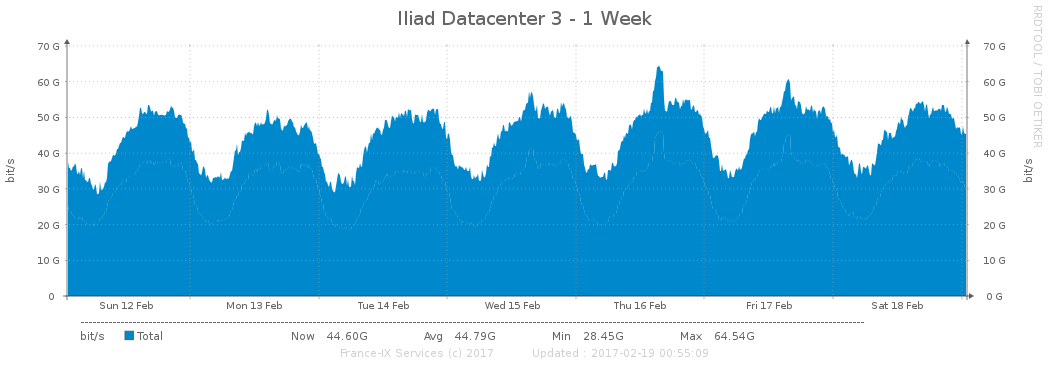 Iliad Datacenter 3 - 1 Week
RRDTOOL / TOBI OETIKER
bit/s
70 G 70 G
60 G 60 G
50 G 50 G
40 G 40 G
30 G 30 G
20 G 20 G
10 G 10 G
0 0 G
bit/s
Sun 12 Feb Mon 13 Feb Tue 14 Feb Wed 15 Feb Thu 16 Feb Fri 17 Feb Sat 18 Feb
bit/s Total Now 44.60G Avg 44.79G Min 28.45G Max 64.54G
France-IX Services (c) 2017 Updated : 2017-02-19 00:55:09